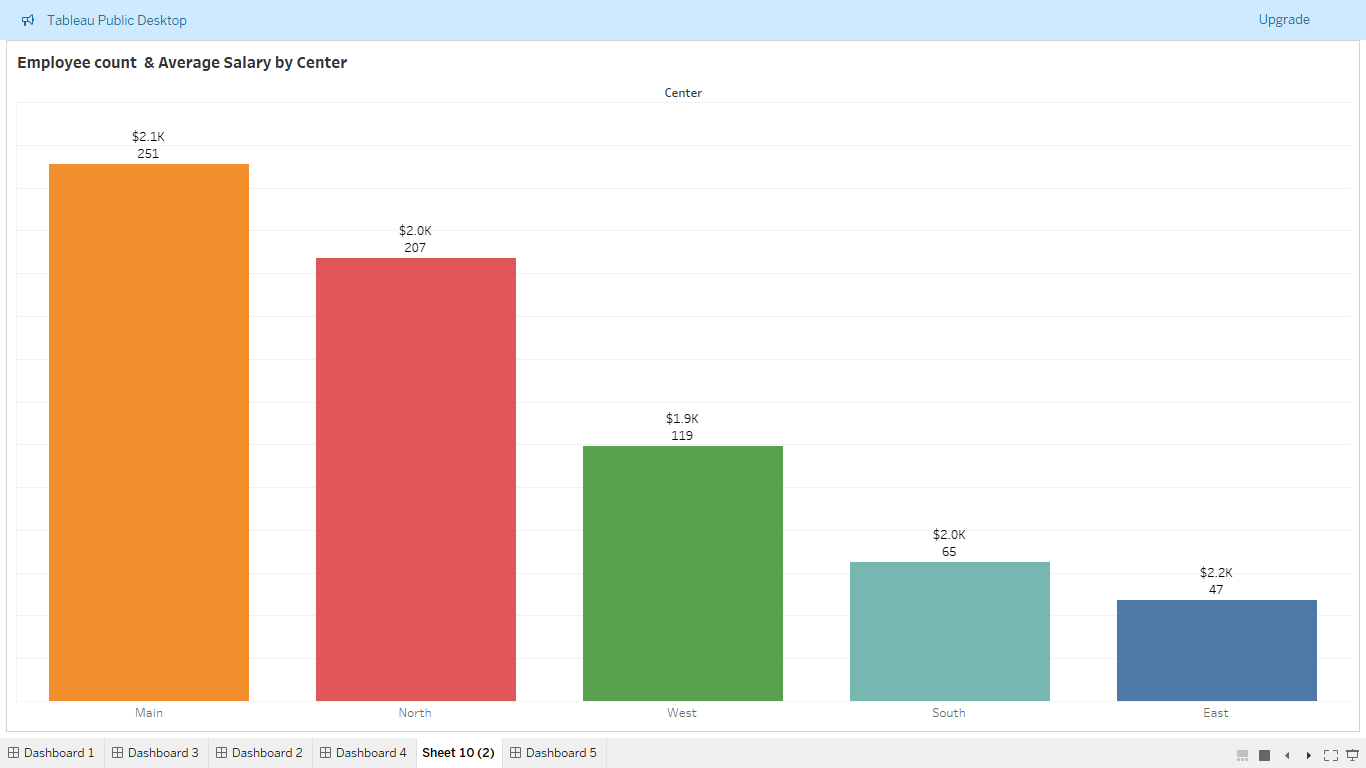 Tableau Public Desktop
Upgrade
Employee count  & Average Salary by Center
Center
$2.1K
251
$2.0K
207
$1.9K
119
$2.0K
65
$2.2K
47
Main
North
West
South
East
Dashboard 1
Dashboard 3
Dashboard 2
Dashboard 4
Sheet 10 (2)
Dashboard 5